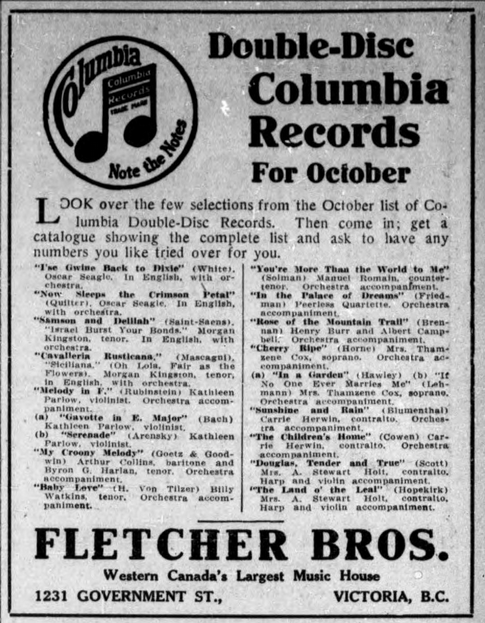 Columbia
Columbia
Records
TRADE MARK
Note the Notes
Double-Disc
Columbia
Records
For October
LOOK over the few selections from the October list of Co-
lumbia Double-Disc Records. Then come in; get a
catalogue showing the complete list and ask to have any
numbers you like tried over for you.
"I'se Gwine Back to Dixie" (White).
Oscar Seagle. In English, with or-
chestra.
"Now Sleeps the Crimson Petal"
(Quilter), Oscar Seagle. In English,
with orchestra.
"Samson and Delilah" (Saint-Saens).
"Israel Burst Your Bonds." Morgan
Kingston, tenor. In English, with
orchestra.
"Cavalleria Rusticana," (Mascagni),
"Siciliana," (Oh Lola, Fair as the
Flowers). Morgan Kingston, tenor,
in English, with orchestra.
"Melody in F." (Rubinstein) Kathleen
Parlow, violinist. Orchestra accom-
paniment.
(a) "Gavotte in E. Major" (Bach)
Kathleen Parlow, violinist.
(b) "Serenade" (Arensky) Kathleen
Parlow, violinist.
"My Croony Melody" (Goetz & Good-
win) Arthur Collins, baritone and
Byron G. Harlan, tenor. Orchestra
accompaniment.
"Baby Love" (H. Von Tilzer) Billy
Watkins, tenor, Orchestra accom-
paniment.
"You're More Than the World to Me"
(Solman) Manuel Romain, counter-
tenor. Orchestra accompaniment.
"In the Palace of Dreams" (Fried-
man) Peerless Quartette. Orchestra
accompaniment.
"Rose of the Mountain Trail" (Bren-
nan) Henry Burr and Albert Camp-
bell. Orchestra accompaniment.
"Cherry Ripe" (Horne) Mrs. Tham-
zene Cox, soprano. Orchestra ac-
companiment.
(a) "In a Garden" (Hawley) (b) "If
No One Ever Marries Me" (Leh-
mann) Mrs. Thamzene Cox, soprano.
Orchestra accompaniment.
"Sunshine and Rain" (Blumenthal)
Carrie Herwin, contralto. Orches-
tra accompaniment.
"The Children's Home" (Cowen) Car-
rie Herwin, contralto. Orchestra
accompaniment.
"Douglas, Tender and True" (Scott)
Mrs. A. Stewart Holt, contralto.
Harp and violin accompaniment.
"The Land o' the Leal" (Hopekirk)
Mrs. A. Stewart Holt, contralto,
Harp and violin accompaniment.
FLETCHER BROS.
Western Canada's Largest Music House
1231 GOVERNMENT ST., VICTORIA, B.C.